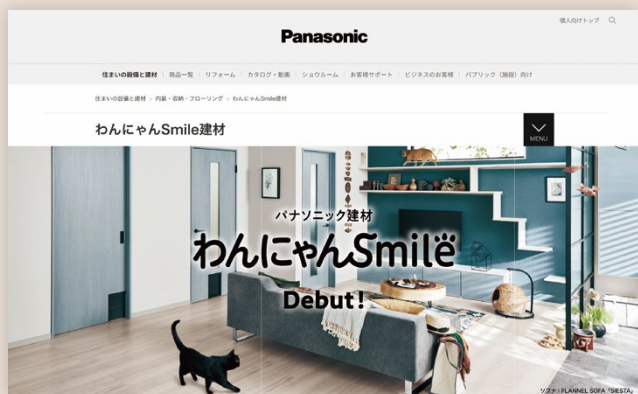 個人向けトップ
Panasonic
住まいの設備と建材 | 商品一覧 | リフォーム | カタログ・動画 | ショウルーム | お客様サポート | ビジネスのお客様 | パブリック（施設）向け
住まいの設備と建材 > 内装・収納・フローリング > わんにゃんSmile建材
わんにゃんSmile建材
MENU
パナソニック建材
わんにゃんSmile
Debut!
ソファ：FLANNEL SOFA「SIESTA」